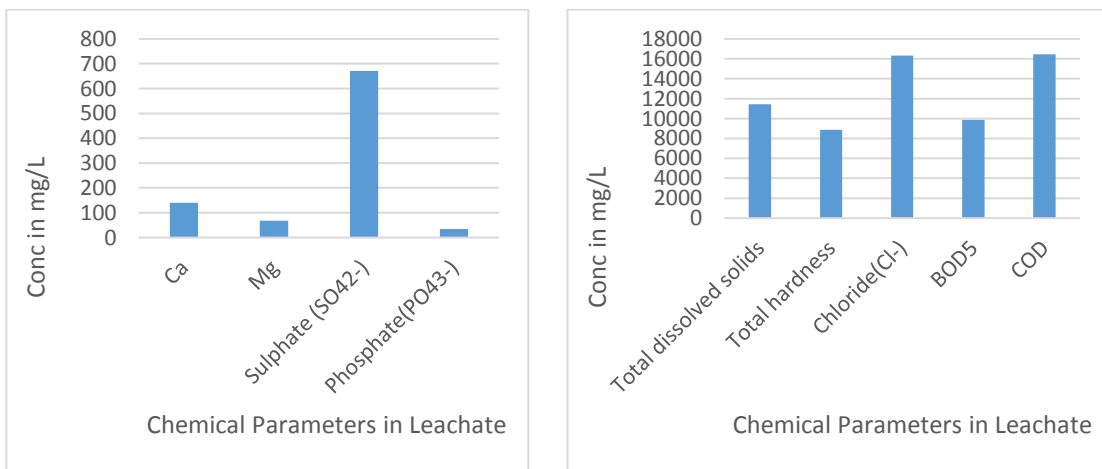 Conc in mg/L
800
700
600
500
400
300
200
100
0
Ca
Mg
Sulphate (SO42-)
Phosphate(PO43-)
Chemical Parameters in Leachate
Conc in mg/L
18000
16000
14000
12000
10000
8000
6000
4000
2000
0
Total dissolved solids
Total hardness
Chloride(Cl-)
BOD5
COD
Chemical Parameters in Leachate